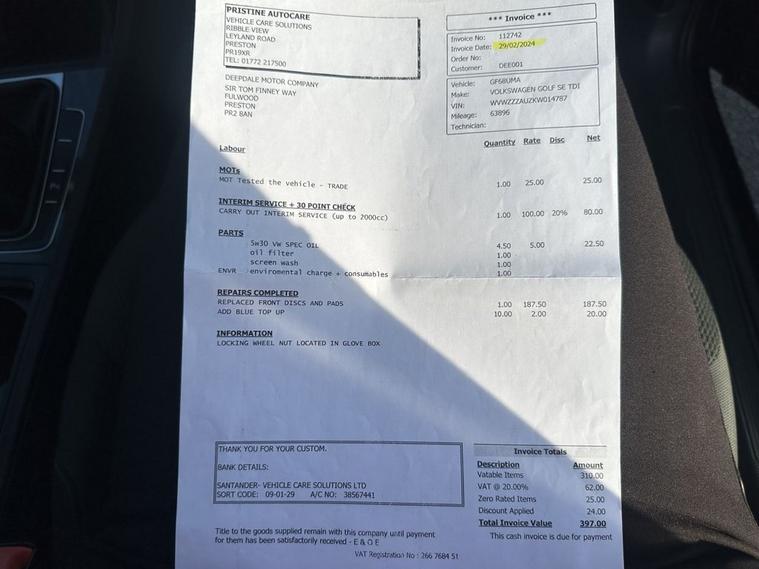 PRISTINE AUTOCARE
VEHICLE CARE SOLUTIONS
RIBBLE VIEW
LEYLAND ROAD
PRESTON
PR19XR
TEL: 01772 217500
*** Invoice ***
Invoice No: 112742
Invoice Date: 29/02/2024
Order No:
Customer: DEE001
DEEPDALE MOTOR COMPANY
SIR TOM FINNEY WAY
FULWOOD
PRESTON
PR2 8AN
Vehicle: GF68UMA
Make: VOLKSWAGEN GOLF SE TDI
VIN: WVWZZZAUZKW014787
Mileage: 63896
Technician:
Labour Quantity Rate Disc Net
MOTs
MOT Tested the vehicle - TRADE 1.00 25.00 25.00
INTERIM SERVICE + 30 POINT CHECK
CARRY OUT INTERIM SERVICE (up to 2000cc) 1.00 100.00 20% 80.00
PARTS
5w30 VW SPEC OIL 4.50 5.00 22.50
oil filter 1.00
screen wash 1.00
ENVR enviromental charge + consumables 1.00
REPAIRS COMPLETED
REPLACED FRONT DISCS AND PADS 1.00 187.50 187.50
ADD BLUE TOP UP 10.00 2.00 20.00
INFORMATION
LOCKING WHEEL NUT LOCATED IN GLOVE BOX
THANK YOU FOR YOUR CUSTOM.
BANK DETAILS:
SANTANDER- VEHICLE CARE SOLUTIONS LTD
SORT CODE: 09-01-29 A/C NO: 38567441
Invoice Totals
Description Amount
Vatable Items 310.00
VAT @ 20.00% 62.00
Zero Rated Items 25.00
Discount Applied 24.00
Total Invoice Value 397.00
This cash invoice is due for payment
Title to the goods supplied remain with this company until payment
for them has been satisfactorily received - E & O E
VAT Registration No : 266 7684 51